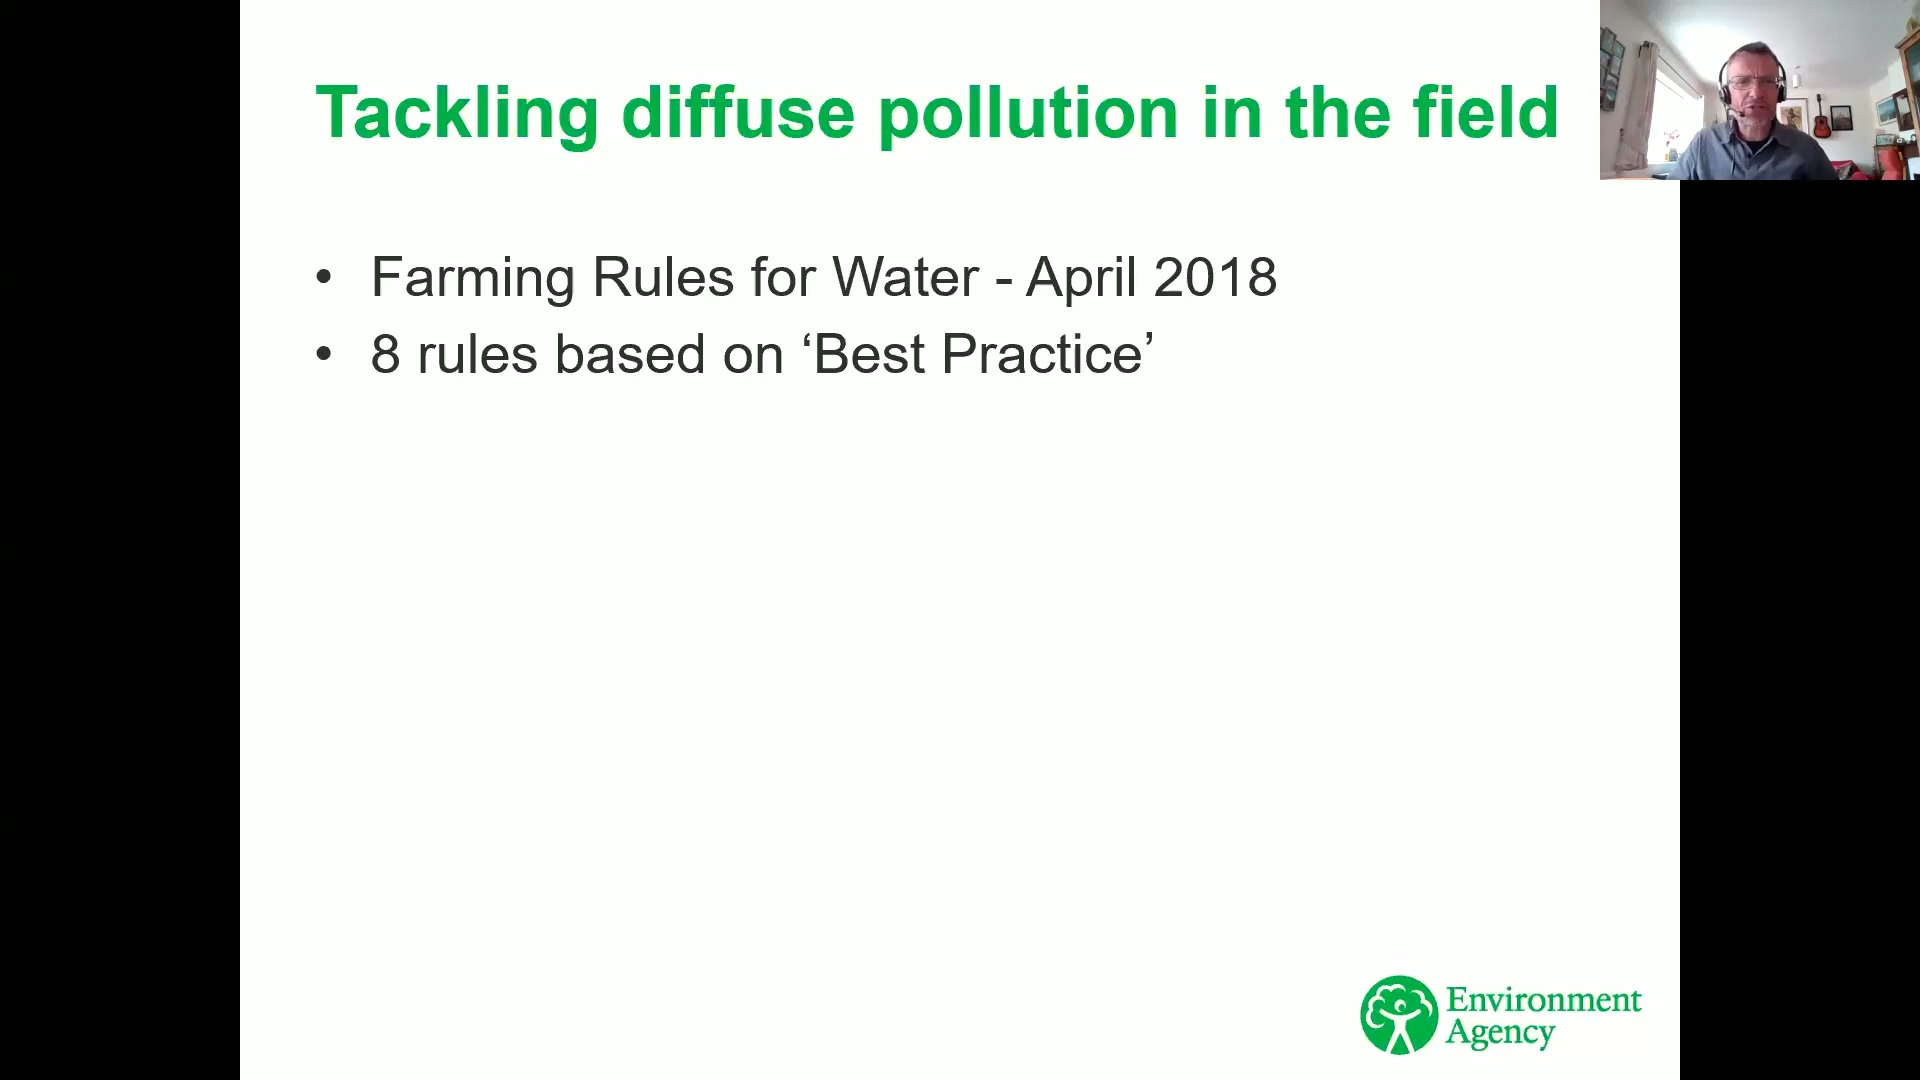 Tackling diffuse pollution in the field
• Farming Rules for Water - April 2018
• 8 rules based on ‘Best Practice’
Environment
Agency